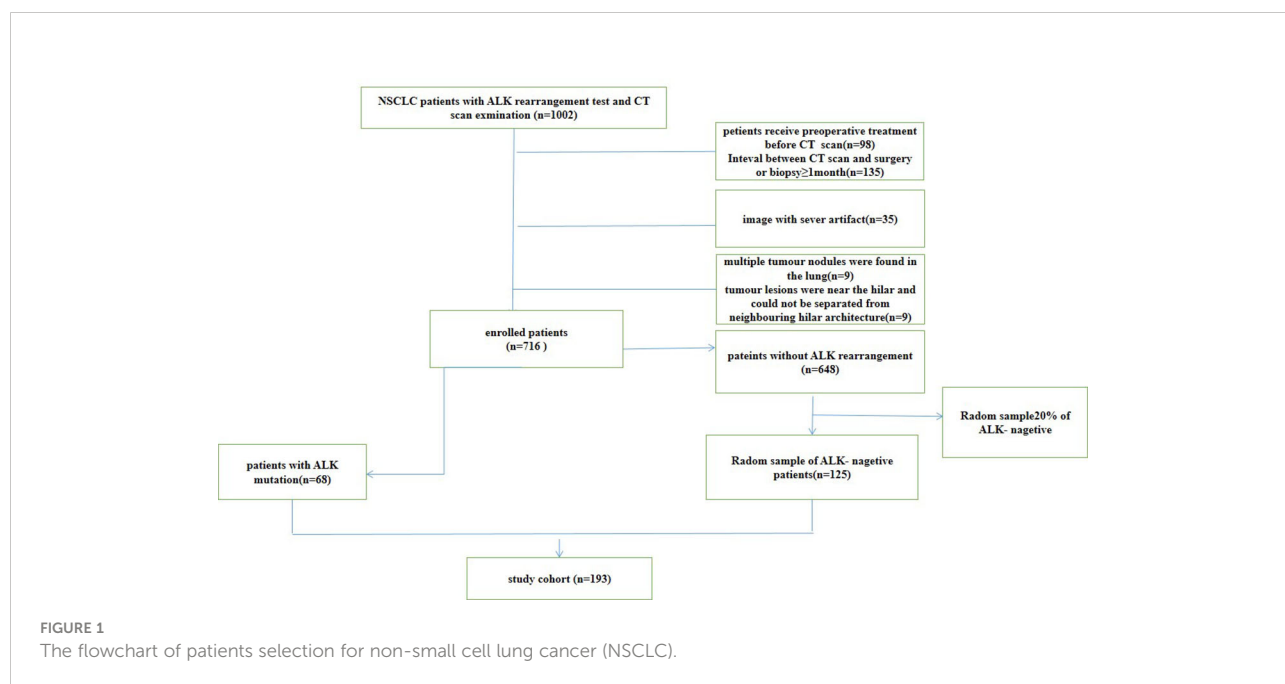 NSCLC patients with ALK rearrangement test and CT
scan exmination (n=1002)
petients receive preoperative treatment
before CT scan(n=98)
Inteval between CT scan and surgery
or biopsy≥1month(n=135)
image with sever artifact(n=35)
multiple tumour nodules were found in
the lung(n=9)
tumour lesions were near the hilar and
could not be separated from
neighbouring hilar architecture(n=9)
enrolled patients
(n=716 )
pateints without ALK rearrangement
(n=648)
Radom sample20% of
ALK- nagetive
patients with ALK
mutation(n=68)
Radom sample of ALK- nagetive
patients(n=125)
study cohort (n=193)
FIGURE 1
The flowchart of patients selection for non-small cell lung cancer (NSCLC).